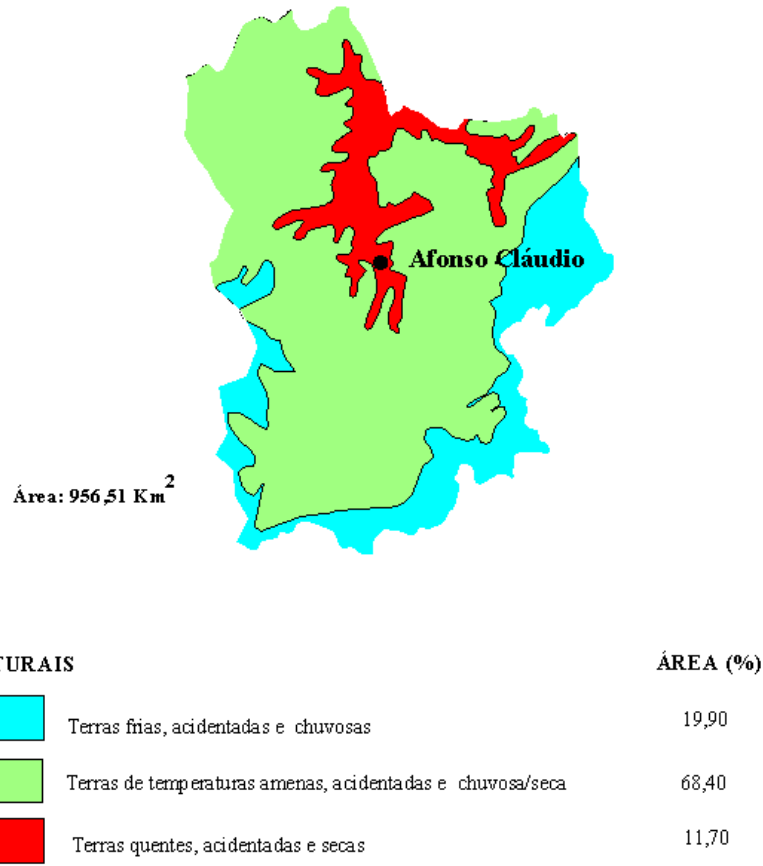 Afonso Cláudio
Área: 956,51 Km2
TURAIS ÁREA (%)
Terras frias, acidentadas e chuvosas 19,90
Terras de temperaturas amenas, acidentadas e chuvosa/seca 68,40
Terras quentes, acidentadas e secas 11,70